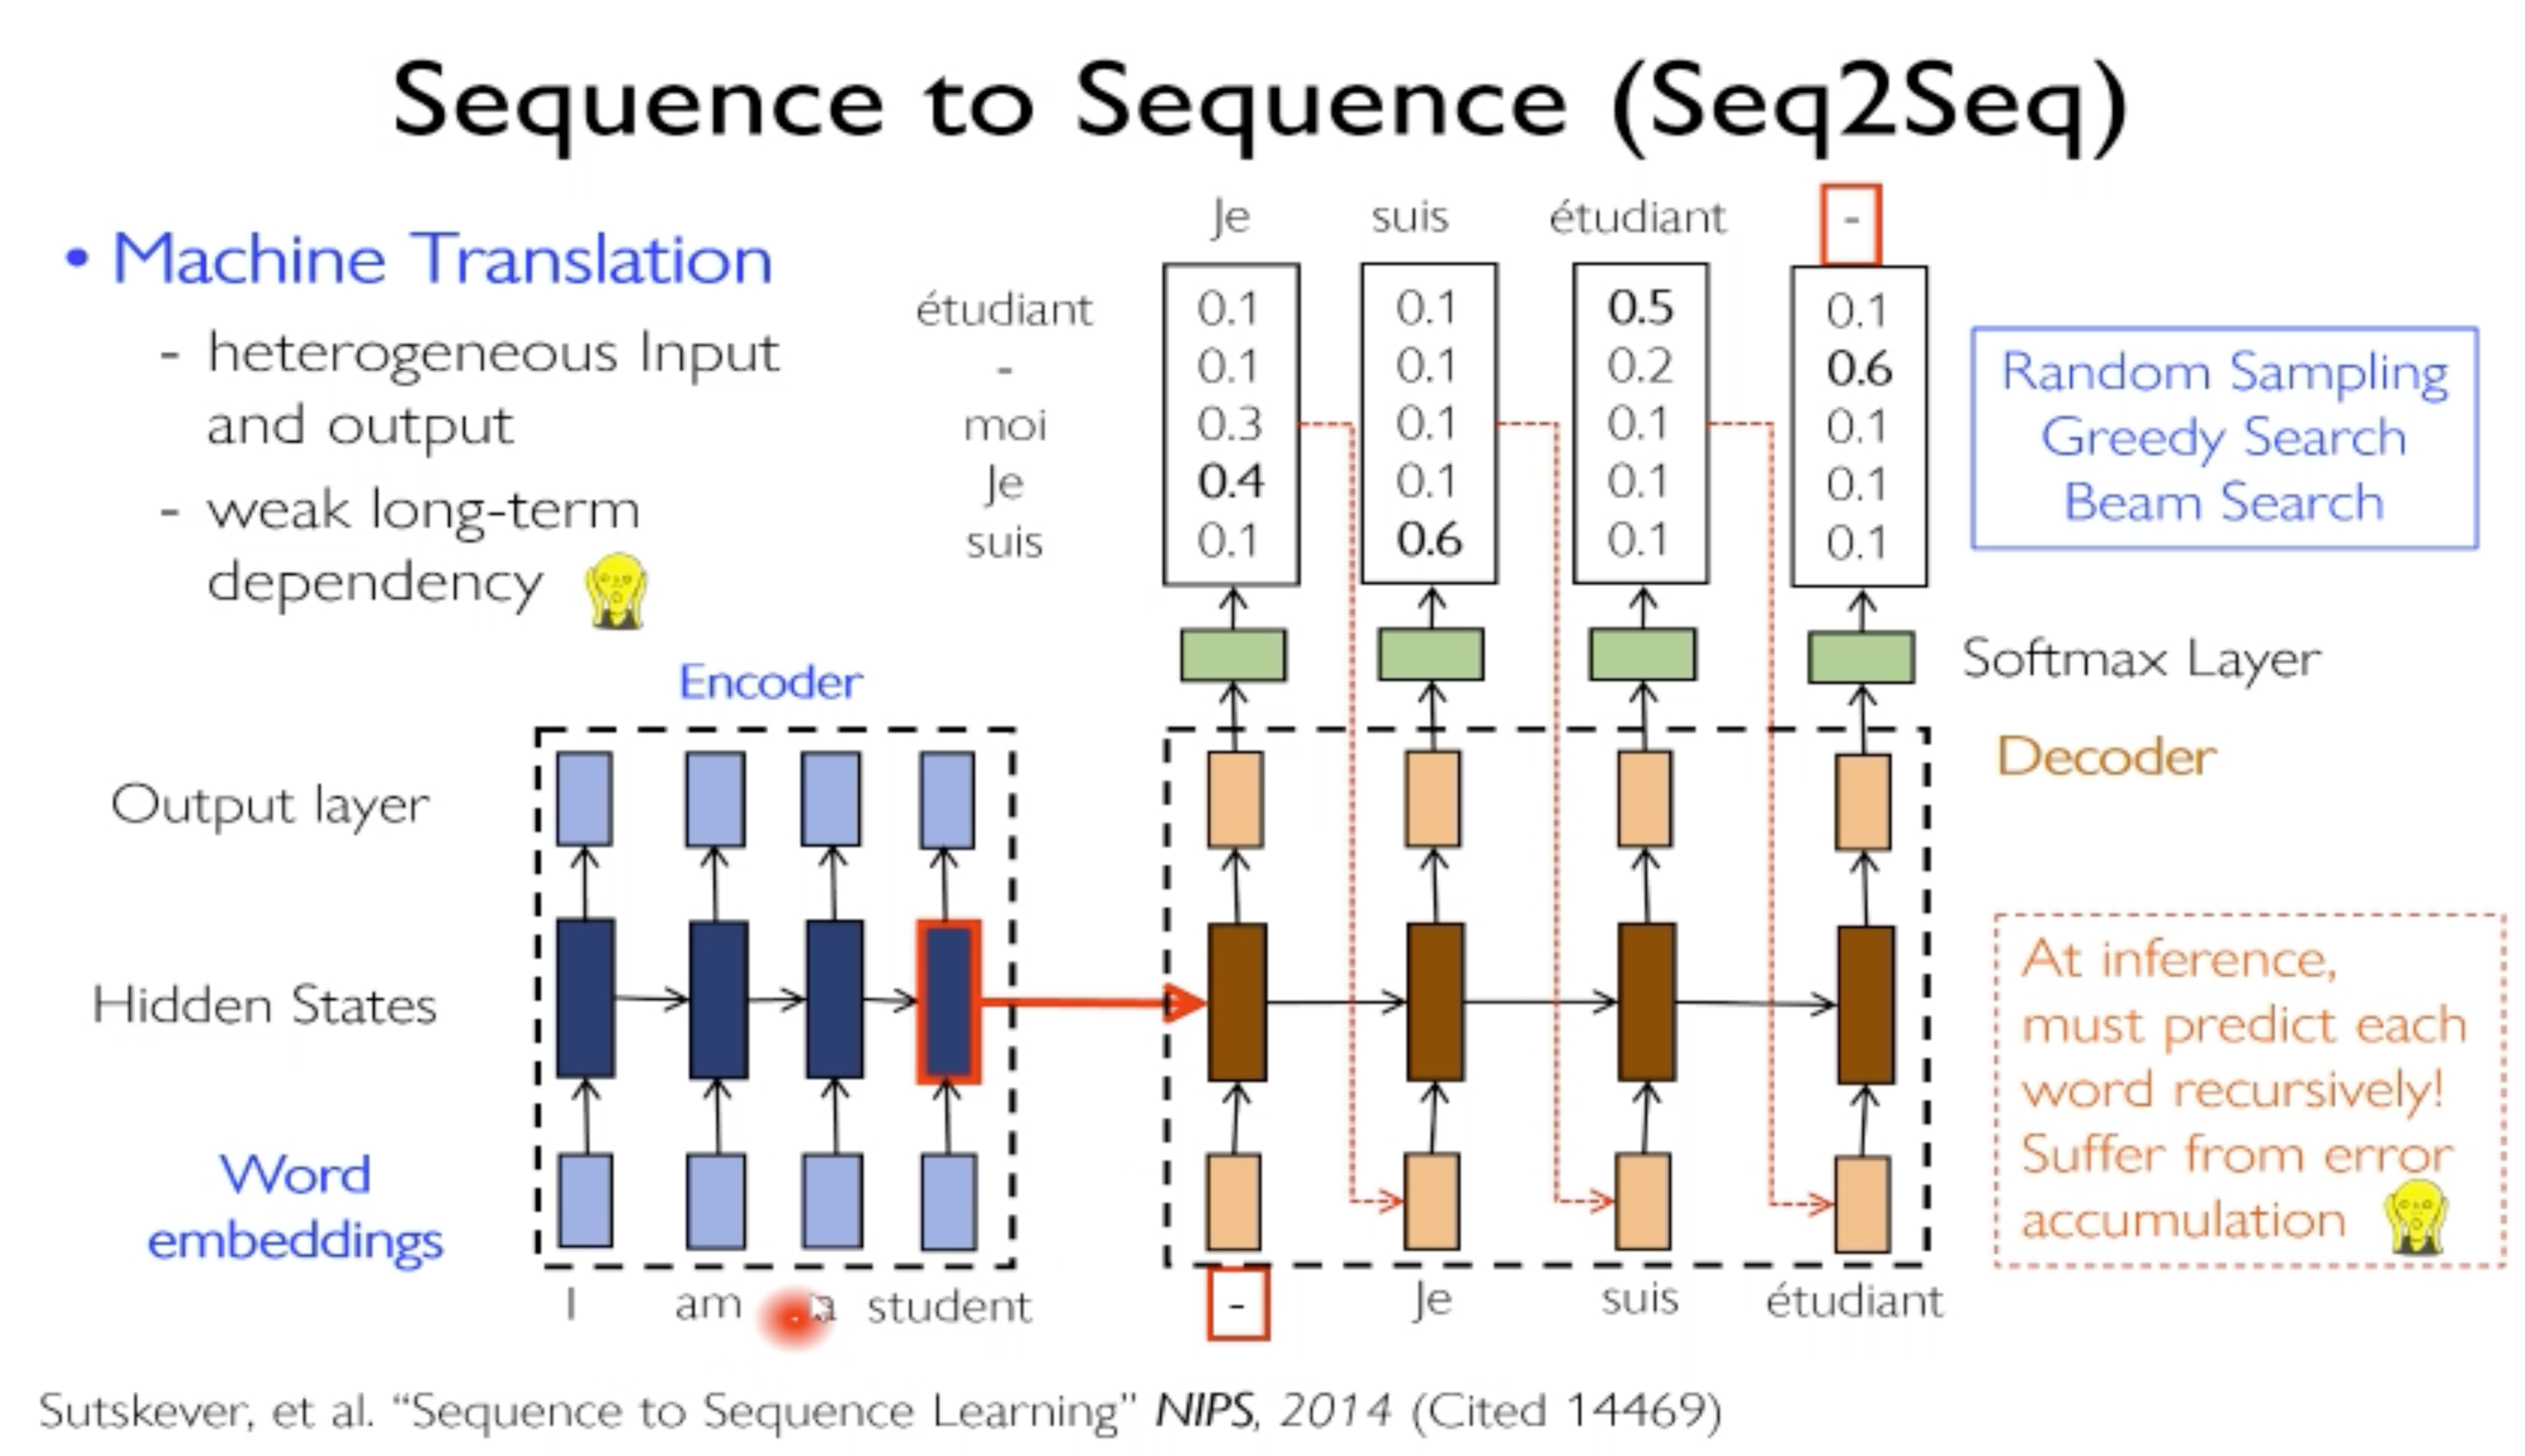 Sequence to Sequence (Seq2Seq)
• Machine Translation
- heterogeneous Input
and output
- weak long-term
dependency
Je suis étudiant -
étudiant 0.1 0.1 0.5 0.1
- 0.1 0.1 0.2 0.6
moi 0.3 0.1 0.1 0.1
Je 0.4 0.1 0.1 0.1
suis 0.1 0.6 0.1 0.1
Random Sampling
Greedy Search
Beam Search
Softmax Layer
Encoder
Decoder
Output layer
Hidden States
Word
embeddings
I am a student
- Je suis étudiant
At inference,
must predict each
word recursively!
Suffer from error
accumulation
Sutskever, et al. “Sequence to Sequence Learning” NIPS, 2014 (Cited 14469)